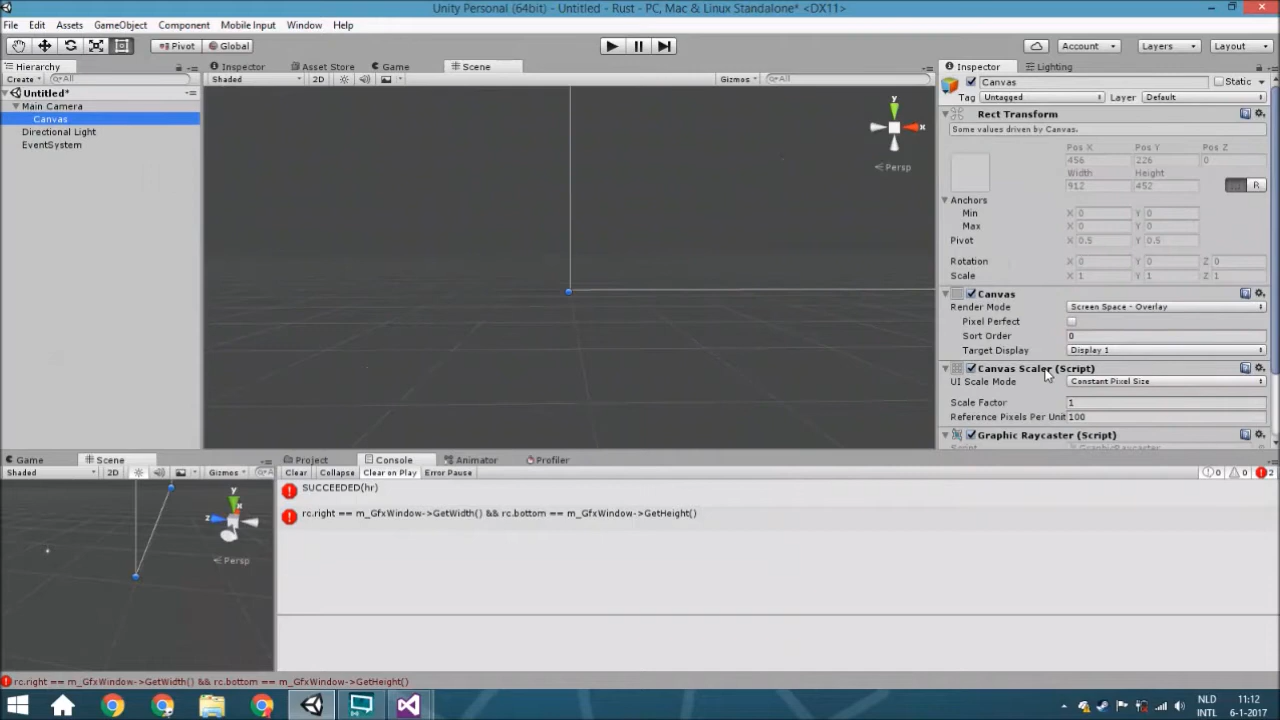 Unity Personal (64bit) - Untitled - Rust - PC, Mac & Linux Standalone* <DX11>
File Edit Assets GameObject Component Mobile Input Window Help
Pivot Global Account Layers Layout
Hierarchy
Create All
Untitled*
Main Camera
Canvas
Directional Light
EventSystem
Inspector Asset Store Game Scene
Shaded 2D Gizmos All
y
x
Persp
Inspector Lighting
Canvas Static
Tag Untagged Layer Default
Rect Transform
Some values driven by Canvas.
Pos X Pos Y Pos Z
456 226 0
Width Height
912 452
R
Anchors
Min X 0 Y 0
Max X 0 Y 0
Pivot X 0.5 Y 0.5
Rotation X 0 Y 0 Z 0
Scale X 1 Y 1 Z 1
Canvas
Render Mode Screen Space - Overlay
Pixel Perfect
Sort Order 0
Target Display Display 1
Canvas Scaler (Script)
UI Scale Mode Constant Pixel Size
Scale Factor 1
Reference Pixels Per Unit 100
Graphic Raycaster (Script)
Game Scene
Shaded 2D Gizmos
y
x
z
Persp
Project Console Animator Profiler
Clear Collapse Clear on Play Error Pause 0 0 2
SUCCEEDED(hr)
rc.right == m_GfxWindow->GetWidth() && rc.bottom == m_GfxWindow->GetHeight()
rc.right == m_GfxWindow->GetWidth() && rc.bottom == m_GfxWindow->GetHeight()
NLD 11:12
INTL 6-1-2017